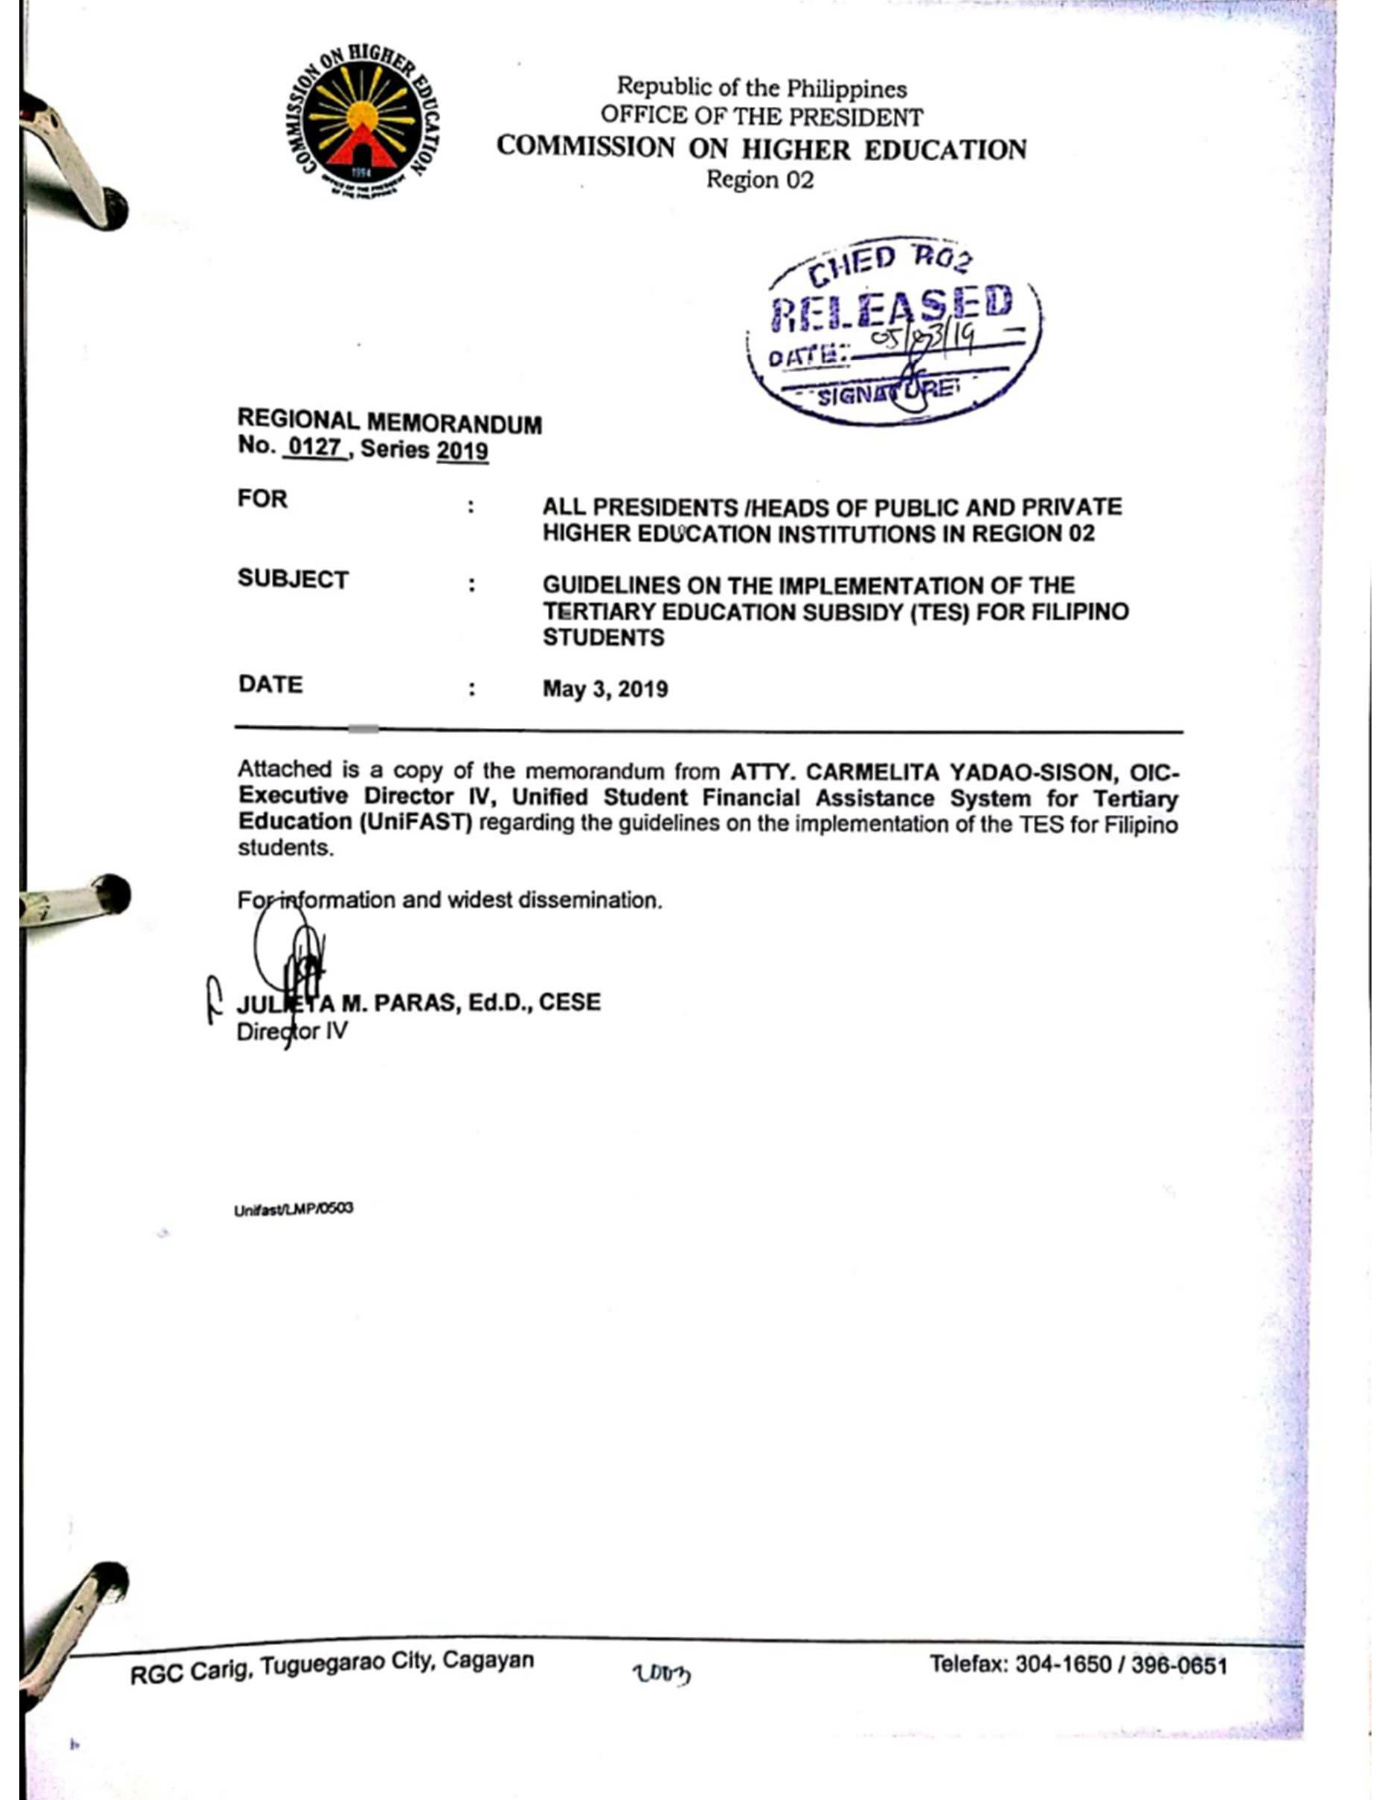 COMMISSION ON HIGHER EDUCATION
1994
OFFICE OF THE PRESIDENT
OF THE PHILIPPINES
Republic of the Philippines
OFFICE OF THE PRESIDENT
COMMISSION ON HIGHER EDUCATION
Region 02
CHED R02
RELEASED
DATE: 05/03/19
SIGNATURE:
REGIONAL MEMORANDUM
No. 0127, Series 2019
FOR : ALL PRESIDENTS /HEADS OF PUBLIC AND PRIVATE
HIGHER EDUCATION INSTITUTIONS IN REGION 02
SUBJECT : GUIDELINES ON THE IMPLEMENTATION OF THE
TERTIARY EDUCATION SUBSIDY (TES) FOR FILIPINO
STUDENTS
DATE : May 3, 2019
Attached is a copy of the memorandum from ATTY. CARMELITA YADAO-SISON, OIC-
Executive Director IV, Unified Student Financial Assistance System for Tertiary
Education (UniFAST) regarding the guidelines on the implementation of the TES for Filipino
students.
For information and widest dissemination.
JULIETA M. PARAS, Ed.D., CESE
Director IV
Unifast/LMP/0503
RGC Carig, Tuguegarao City, Cagayan
Telefax: 304-1650 / 396-0651